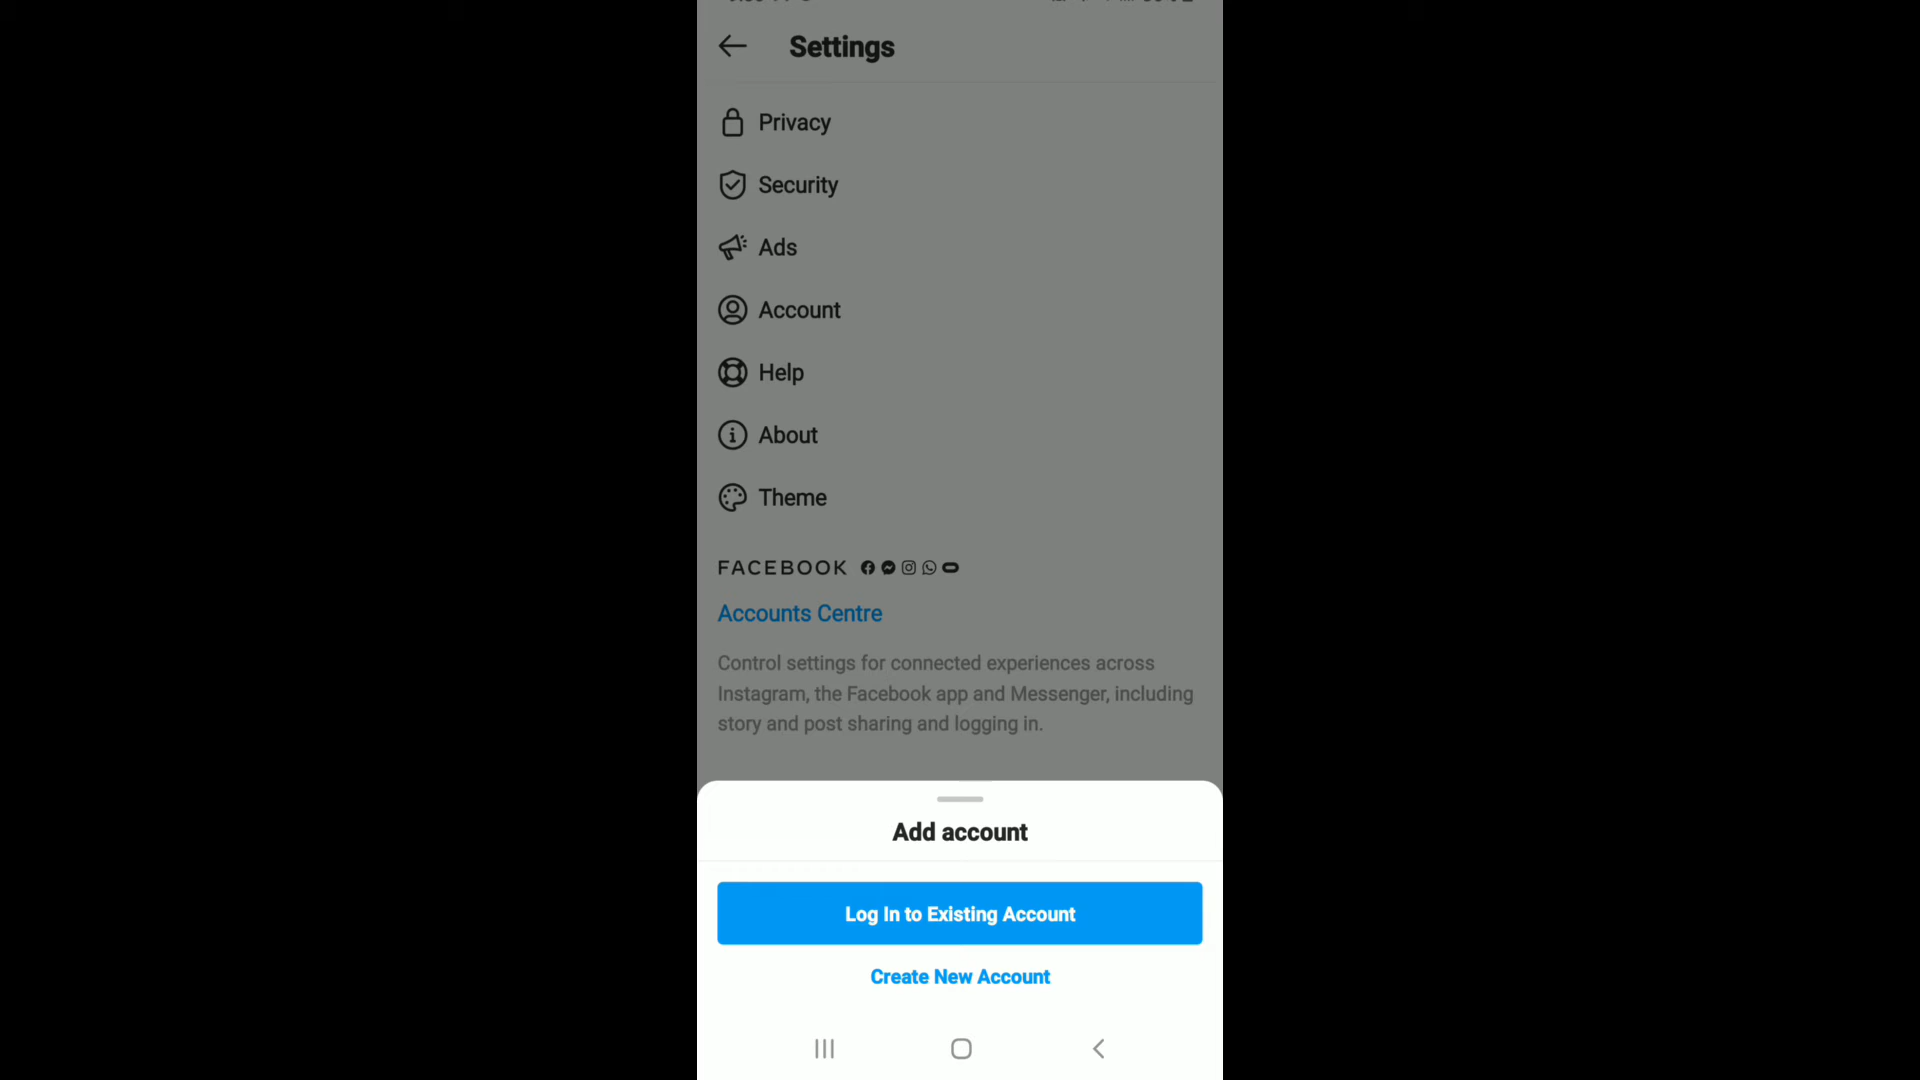 Settings
Privacy
Security
Ads
Account
Help
About
Theme
FACEBOOK
Accounts Centre
Control settings for connected experiences across
Instagram, the Facebook app and Messenger, including
story and post sharing and logging in.
Add account
Log In to Existing Account
Create New Account